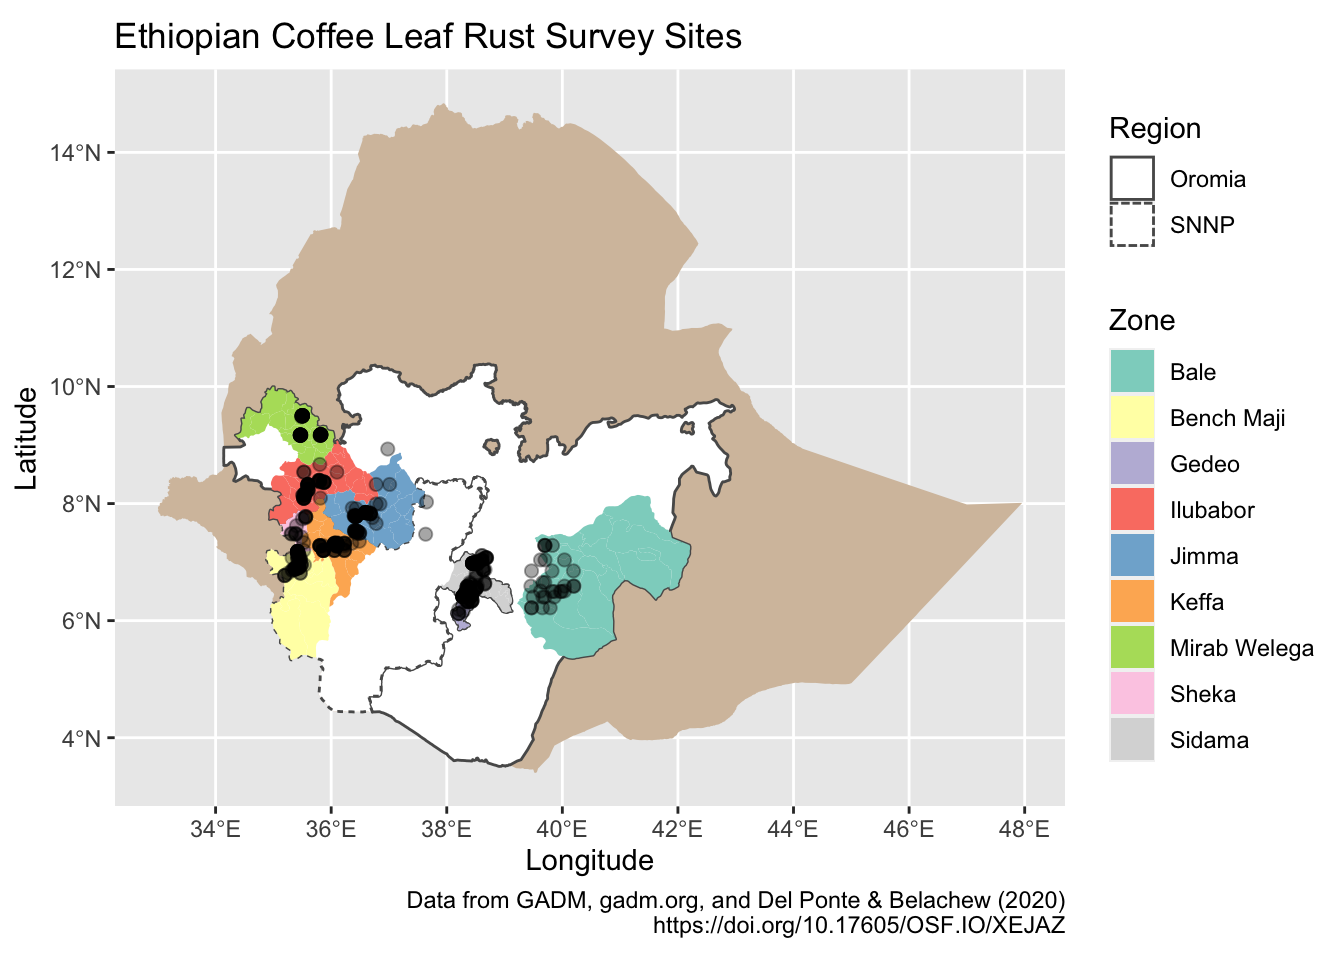 Ethiopian Coffee Leaf Rust Survey Sites
Latitude
14°N
12°N
10°N
8°N
6°N
4°N
34°E
36°E
38°E
40°E
42°E
44°E
46°E
48°E
Longitude
Region
Oromia
SNNP
Zone
Bale
Bench Maji
Gedeo
Ilubabor
Jimma
Keffa
Mirab Welega
Sheka
Sidama
Data from GADM, gadm.org, and Del Ponte & Belachew (2020)
https://doi.org/10.17605/OSF.IO/XEJAZ